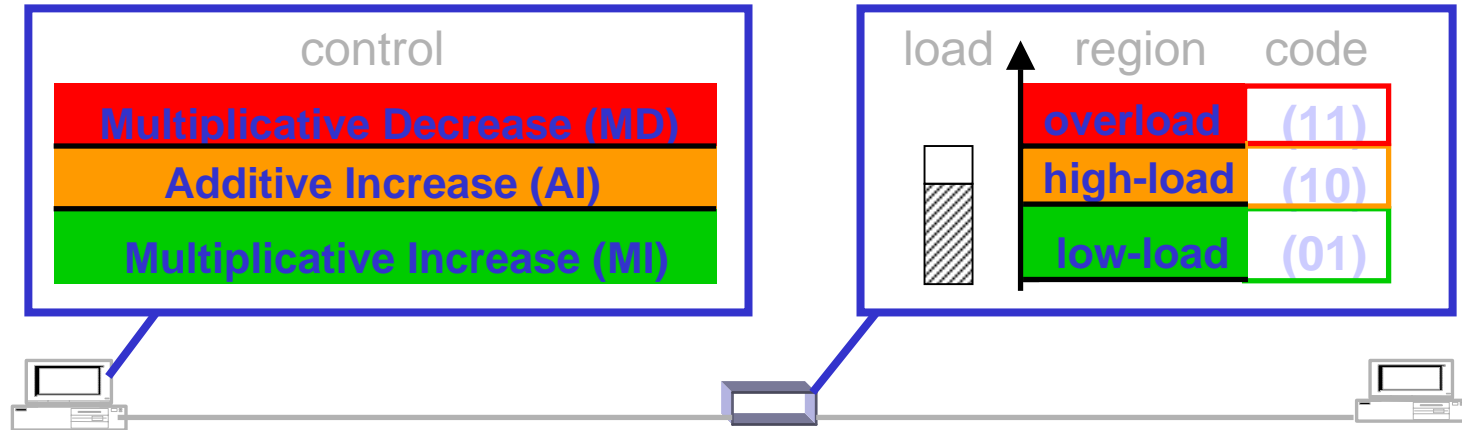 control
Multiplicative Decrease (MD)
Additive Increase (AI)
Multiplicative Increase (MI)
load region code
overload (11)
high-load (10)
low-load (01)